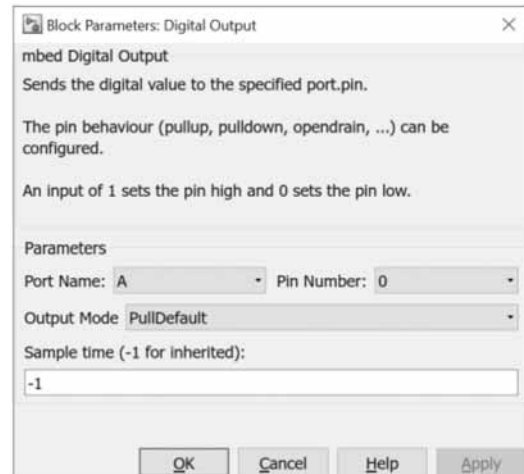 Block Parameters: Digital Output
mbed Digital Output
Sends the digital value to the specified port.pin.
The pin behaviour (pullup, pulldown, opendrain, ...) can be
configured.
An input of 1 sets the pin high and 0 sets the pin low.
Parameters
Port Name: A Pin Number: 0
Output Mode PullDefault
Sample time (-1 for inherited):
-1
OK Cancel Help Apply